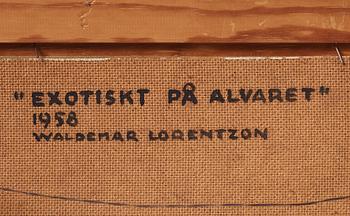 "EXOTISKT PÅ ALVARET"
1958
WALDEMAR LORENTZON